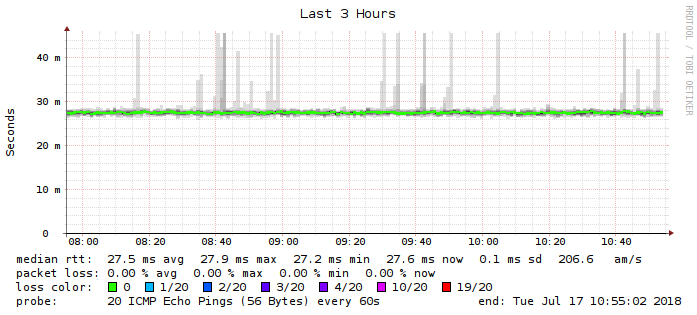 Last 3 Hours
RRDTOOL / TOBI OETIKER
Seconds
40 m
30 m
20 m
10 m
0
08:00 08:20 08:40 09:00 09:20 09:40 10:00 10:20 10:40
median rtt: 27.5 ms avg 27.9 ms max 27.2 ms min 27.6 ms now 0.1 ms sd 206.6 am/s
packet loss: 0.00 % avg 0.00 % max 0.00 % min 0.00 % now
loss color: 0 1/20 2/20 3/20 4/20 10/20 19/20
probe: 20 ICMP Echo Pings (56 Bytes) every 60s end: Tue Jul 17 10:55:02 2018